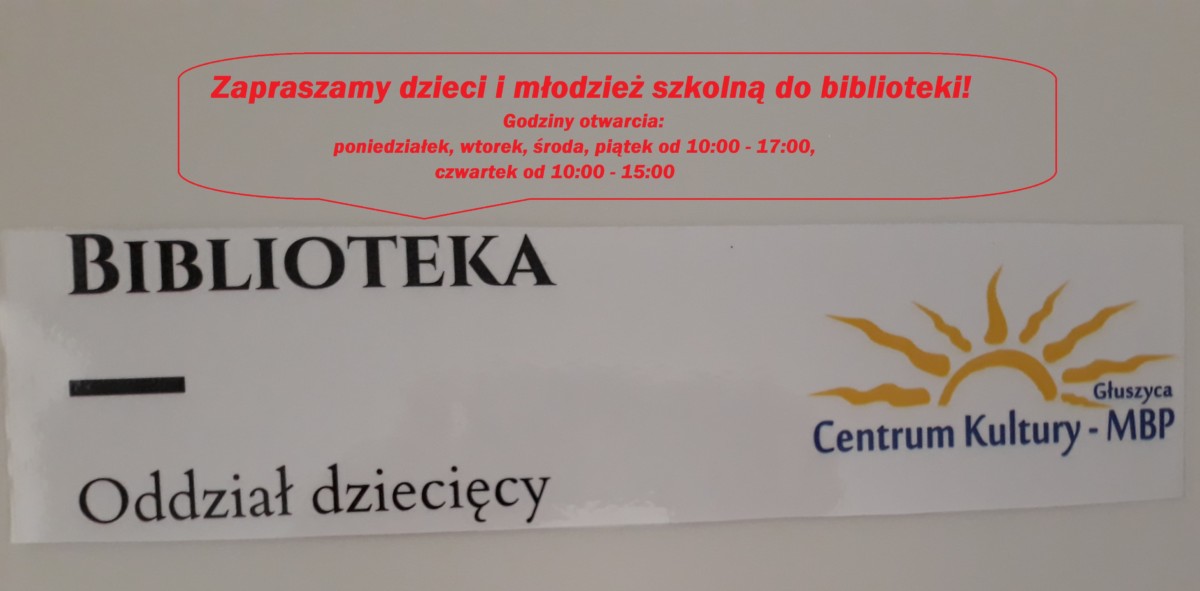 Zapraszamy dzieci i młodzież szkolną do biblioteki!
Godziny otwarcia:
poniedziałek, wtorek, środa, piątek od 10:00 - 17:00,
czwartek od 10:00 - 15:00
BIBLIOTEKA
Oddział dziecięcy
Głuszyca
Centrum Kultury - MBP